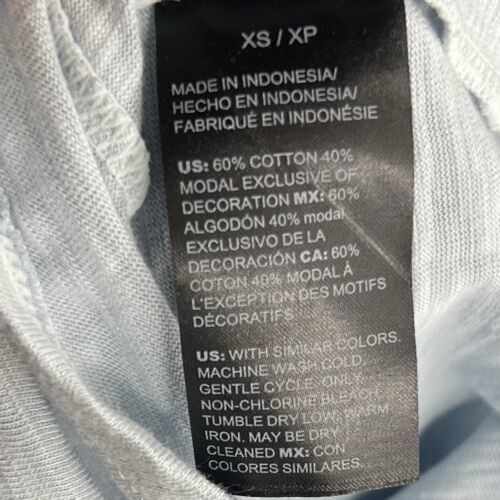 XS / XP
MADE IN INDONESIA/
HECHO EN INDONESIA/
FABRIQUÉ EN INDONÉSIE
US: 60% COTTON 40%
MODAL EXCLUSIVE OF
DECORATION MX: 60%
ALGODÓN 40% modal
EXCLUSIVO DE LA
DECORACIÓN CA: 60%
COTON 40% MODAL À
L'EXCEPTION DES MOTIFS
DÉCORATIFS
US: WITH SIMILAR COLORS.
MACHINE WASH COLD
GENTLE CYCLE. ONLY
NON-CHLORINE BLEACH.
TUMBLE DRY LOW. WARM
IRON. MAY BE DRY
CLEANED MX: CON
COLORES SIMILARES.